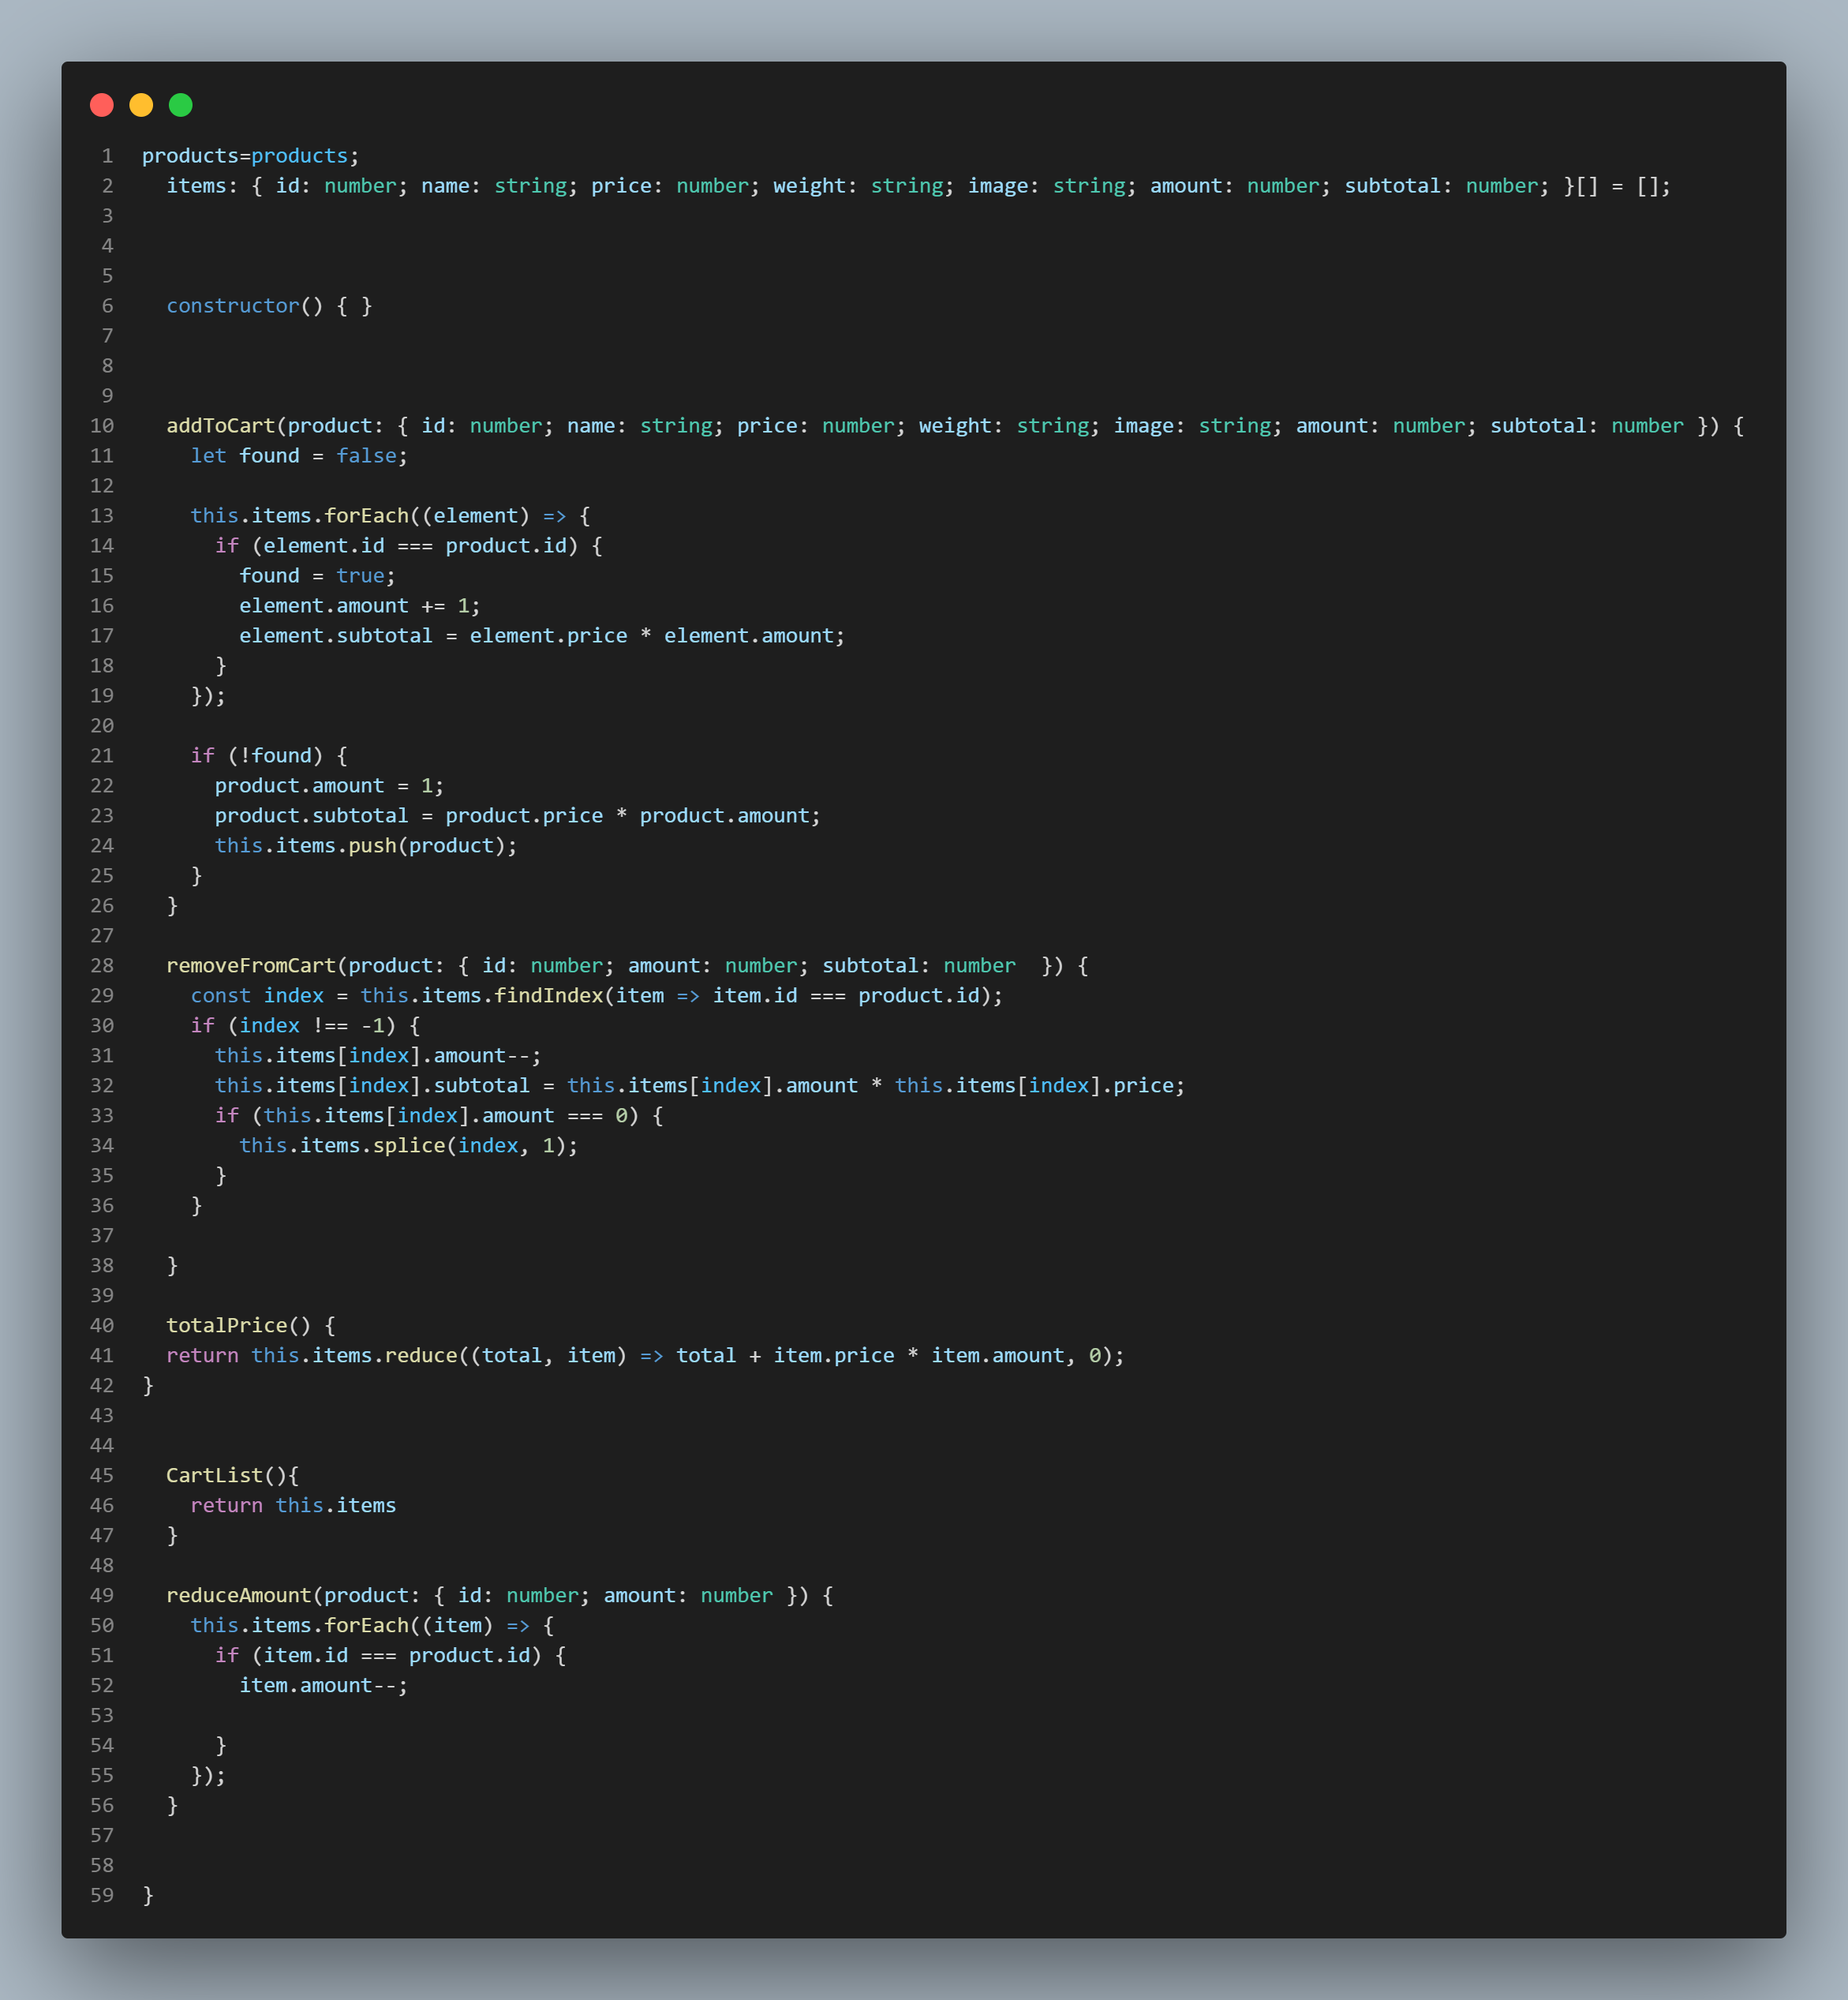 1 products=products;
2   items: { id: number; name: string; price: number; weight: string; image: string; amount: number; subtotal: number; }[] = [];
3
4
5
6   constructor() { }
7
8
9
10   addToCart(product: { id: number; name: string; price: number; weight: string; image: string; amount: number; subtotal: number }) {
11     let found = false;
12
13     this.items.forEach((element) => {
14       if (element.id === product.id) {
15         found = true;
16         element.amount += 1;
17         element.subtotal = element.price * element.amount;
18       }
19     });
20
21     if (!found) {
22       product.amount = 1;
23       product.subtotal = product.price * product.amount;
24       this.items.push(product);
25     }
26   }
27
28   removeFromCart(product: { id: number; amount: number; subtotal: number  }) {
29     const index = this.items.findIndex(item => item.id === product.id);
30     if (index !== -1) {
31       this.items[index].amount--;
32       this.items[index].subtotal = this.items[index].amount * this.items[index].price;
33       if (this.items[index].amount === 0) {
34         this.items.splice(index, 1);
35       }
36     }
37
38   }
39
40   totalPrice() {
41   return this.items.reduce((total, item) => total + item.price * item.amount, 0);
42 }
43
44
45   CartList(){
46     return this.items
47   }
48
49   reduceAmount(product: { id: number; amount: number }) {
50     this.items.forEach((item) => {
51       if (item.id === product.id) {
52         item.amount--;
53
54       }
55     });
56   }
57
58
59 }